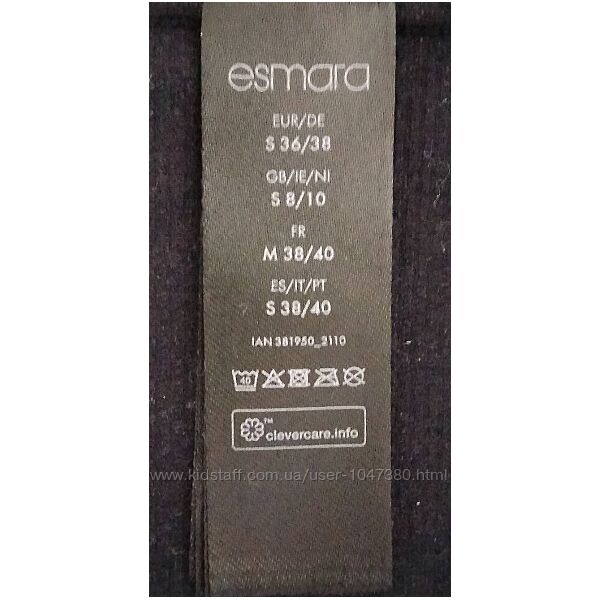 esmara
EUR/DE
S 36/38
GB/IE/NI
S 8/10
FR
M 38/40
ES/IT/PT
S 38/40
IAN 381950_2110
40
clevercare.info
www.kidstaff.com.ua/user-1047380.html